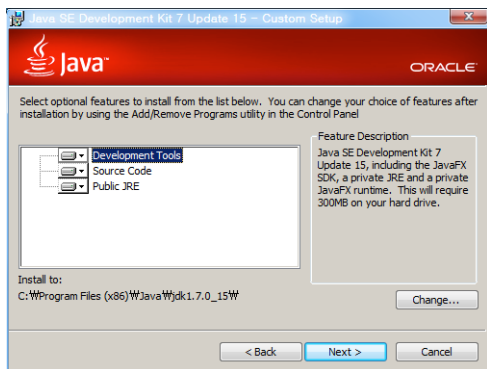 Java SE Development Kit 7 Update 15 - Custom Setup
Java™
ORACLE
Select optional features to install from the list below. You can change your choice of features after
installation by using the Add/Remove Programs utility in the Control Panel
Development Tools
Source Code
Public JRE
Feature Description
Java SE Development Kit 7
Update 15, including the JavaFX
SDK, a private JRE and a private
JavaFX runtime. This will require
300MB on your hard drive.
Install to:
C:₩Program Files (x86)₩Java₩jdk1.7.0_15₩
Change...
< Back
Next >
Cancel